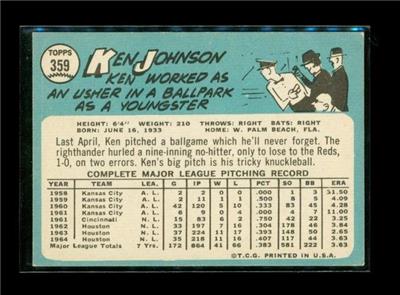 TOPPS
359
KEN JOHNSON
KEN WORKED AS
AN USHER IN A BALLPARK
AS A YOUNGSTER
HEIGHT: 6'4" WEIGHT: 210 THROWS: RIGHT BATS: RIGHT
BORN: JUNE 16, 1933 HOME: W. PALM BEACH, FLA.
Last April, Ken pitched a ballgame which he'll never forget. The
righthander hurled a nine-inning no-hitter, only to lose to the Reds,
1-0, on two errors. Ken's big pitch is his tricky knuckleball.
COMPLETE MAJOR LEAGUE PITCHING RECORD
YEAR TEAM LEA. G IP W L PCT. SO BB ERA
1958 Kansas City A. L. 2 2 0 0 .000 1 3 31.50
1959 Kansas City A. L. 2 11 1 1 .500 8 5 4.09
1960 Kansas City A. L. 42 120 5 10 .333 83 45 4.28
1961 Kansas City A. L. 6 9 0 4 .000 4 7 11.00
1961 Cincinnati N. L. 15 83 6 2 .750 42 22 3.25
1962 Houston N. L. 33 197 7 16 .304 178 46 3.84
1963 Houston N. L. 37 224 11 17 .393 148 50 2.65
1964 Houston N. L. 35 218 11 16 .407 117 44 3.63
Major League Totals 7 Yrs. 172 864 41 66 .383 581 222 3.63
©T.C.G. PRINTED IN U.S.A.